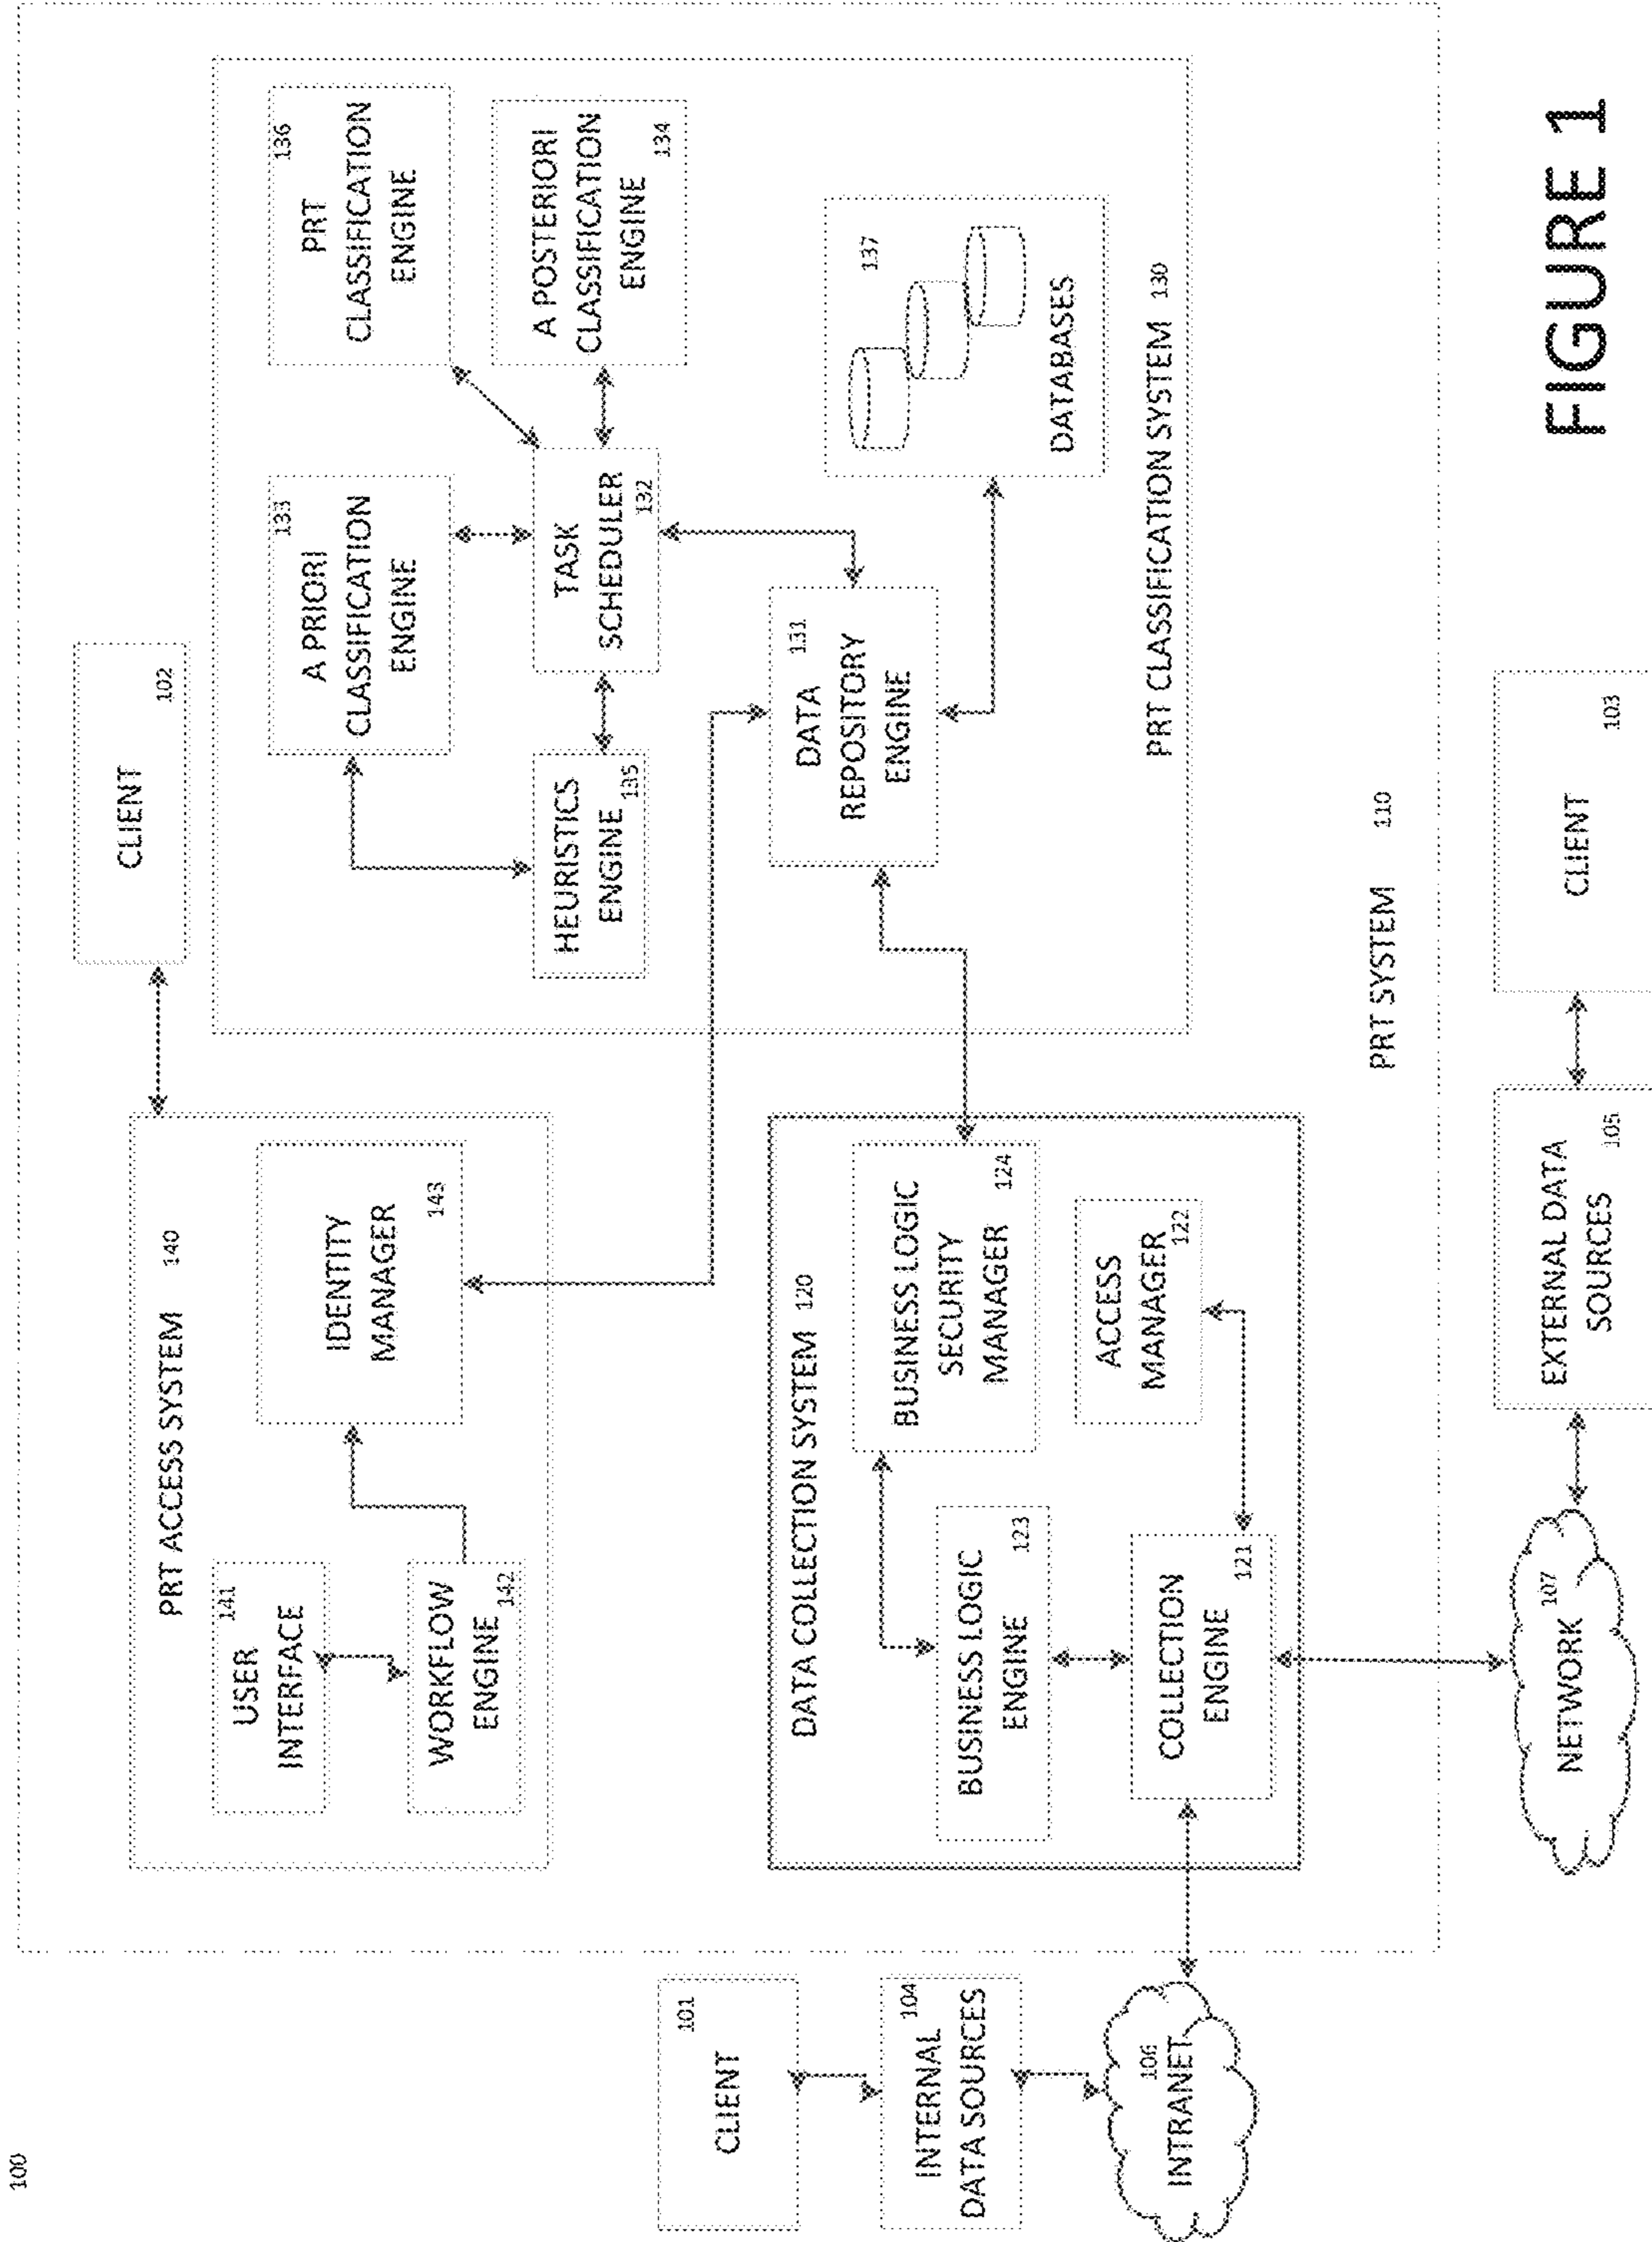 100
CLIENT
101
INTERNAL
DATA SOURCES
104
INTRANET
106
PRT ACCESS SYSTEM 140
USER
INTERFACE
141
WORKFLOW
ENGINE
142
IDENTITY
MANAGER
143
CLIENT
102
DATA COLLECTION SYSTEM 120
BUSINESS LOGIC
SECURITY
MANAGER
124
BUSINESS LOGIC
ENGINE
123
ACCESS
MANAGER
122
COLLECTION
ENGINE
121
A PRIORI
CLASSIFICATION
ENGINE
133
PRT
CLASSIFICATION
ENGINE
136
HEURISTICS
ENGINE
135
TASK
SCHEDULER
132
A POSTERIORI
CLASSIFICATION
ENGINE
134
DATA
REPOSITORY
ENGINE
131
137
DATABASES
PRT CLASSIFICATION SYSTEM 130
PRT SYSTEM 110
NETWORK
107
EXTERNAL DATA
SOURCES
105
CLIENT
103
FIGURE 1